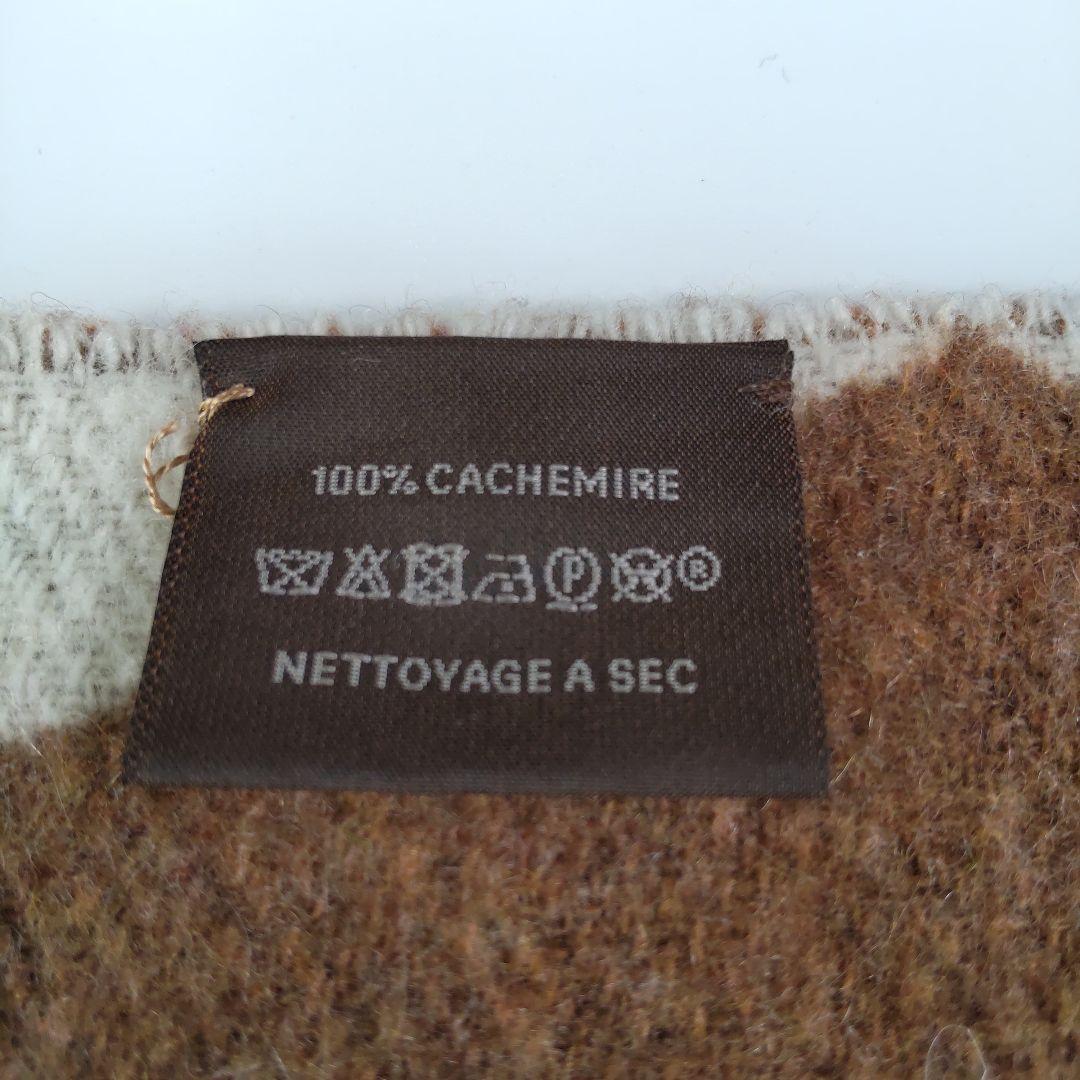 100% CACHEMIRE
P W ®
NETTOYAGE A SEC